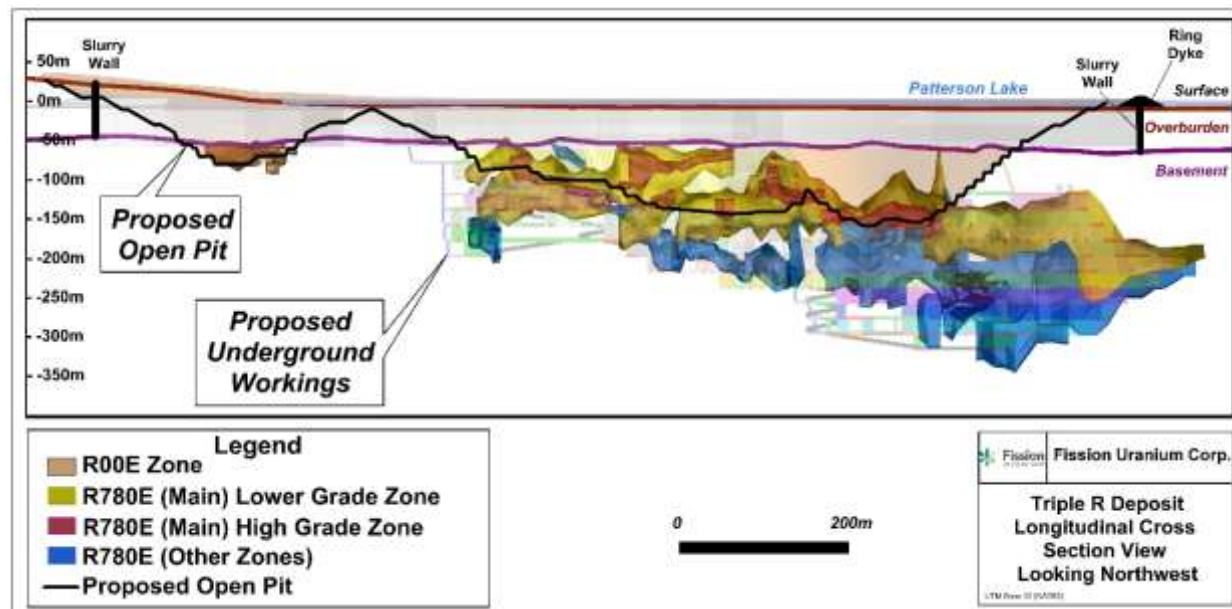 50m
0m
-50m
-100m
-150m
-200m
-250m
-300m
-350m
Slurry
Wall
Proposed
Open Pit
Proposed
Underground
Workings
Patterson Lake
Slurry
Wall
Ring
Dyke
Surface
Overburden
Basement
Legend
R00E Zone
R780E (Main) Lower Grade Zone
R780E (Main) High Grade Zone
R780E (Other Zones)
Proposed Open Pit
0 200m
Fission
Fission Uranium Corp.
Triple R Deposit
Longitudinal Cross
Section View
Looking Northwest